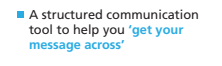 ■ A structured communication
tool to help you ‘get your
message across’